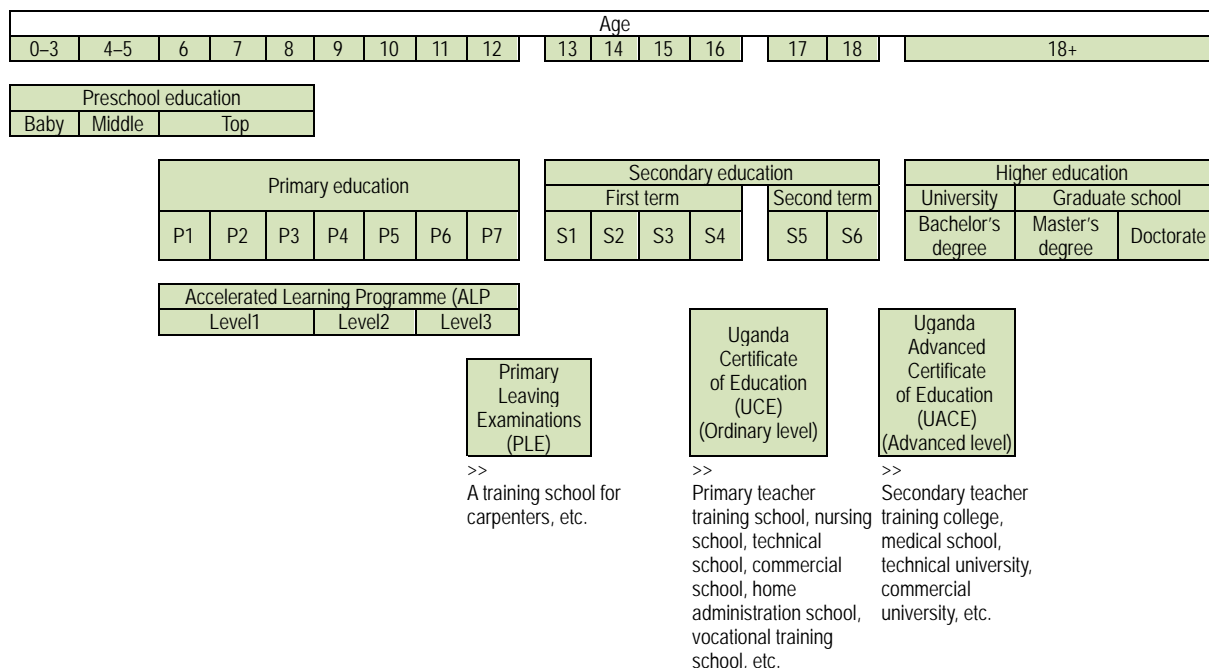 Age
0–3 4–5 6 7 8 9 10 11 12 13 14 15 16 17 18 18+
Preschool education
Baby Middle Top
Primary education
P1 P2 P3 P4 P5 P6 P7
Secondary education
First term Second term
S1 S2 S3 S4 S5 S6
Higher education
University Graduate school
Bachelor's
degree
Master's
degree
Doctorate
Accelerated Learning Programme (ALP
Level1 Level2 Level3
Primary
Leaving
Examinations
(PLE)
>>
A training school for
carpenters, etc.
Uganda
Certificate
of Education
(UCE)
(Ordinary level)
>>
Primary teacher
training school, nursing
school, technical
school, commercial
school, home
administration school,
vocational training
school, etc.
Uganda
Advanced
Certificate
of Education
(UACE)
(Advanced level)
>>
Secondary teacher
training college,
medical school,
technical university,
commercial
university, etc.